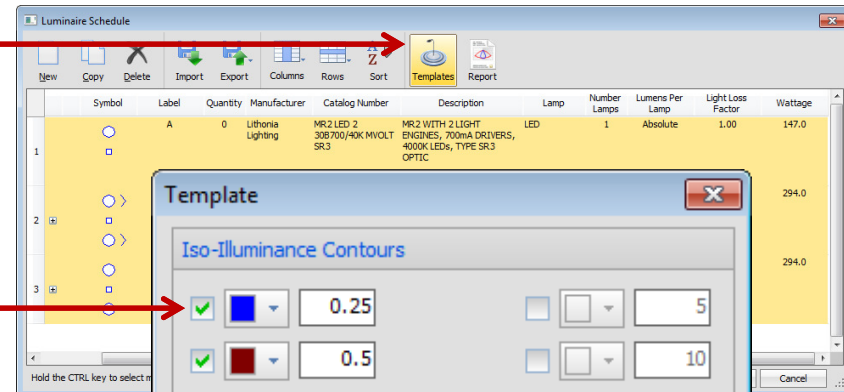 Luminaire Schedule
New Copy Delete Import Export Columns Rows Sort Templates Report
Symbol Label Quantity Manufacturer Catalog Number Description Lamp Number Lamps Lumens Per Lamp Light Loss Factor Wattage
1 A 0 Lithonia Lighting MR2 LED 2 30B700/40K MVOLT SR3 MR2 WITH 2 LIGHT ENGINES, 700mA DRIVERS, 4000K LEDs, TYPE SR3 OPTIC LED 1 Absolute 1.00 147.0
2 294.0
3 294.0
Template
Iso-Illuminance Contours
0.25 5
0.5 10
Hold the CTRL key to select
Cancel